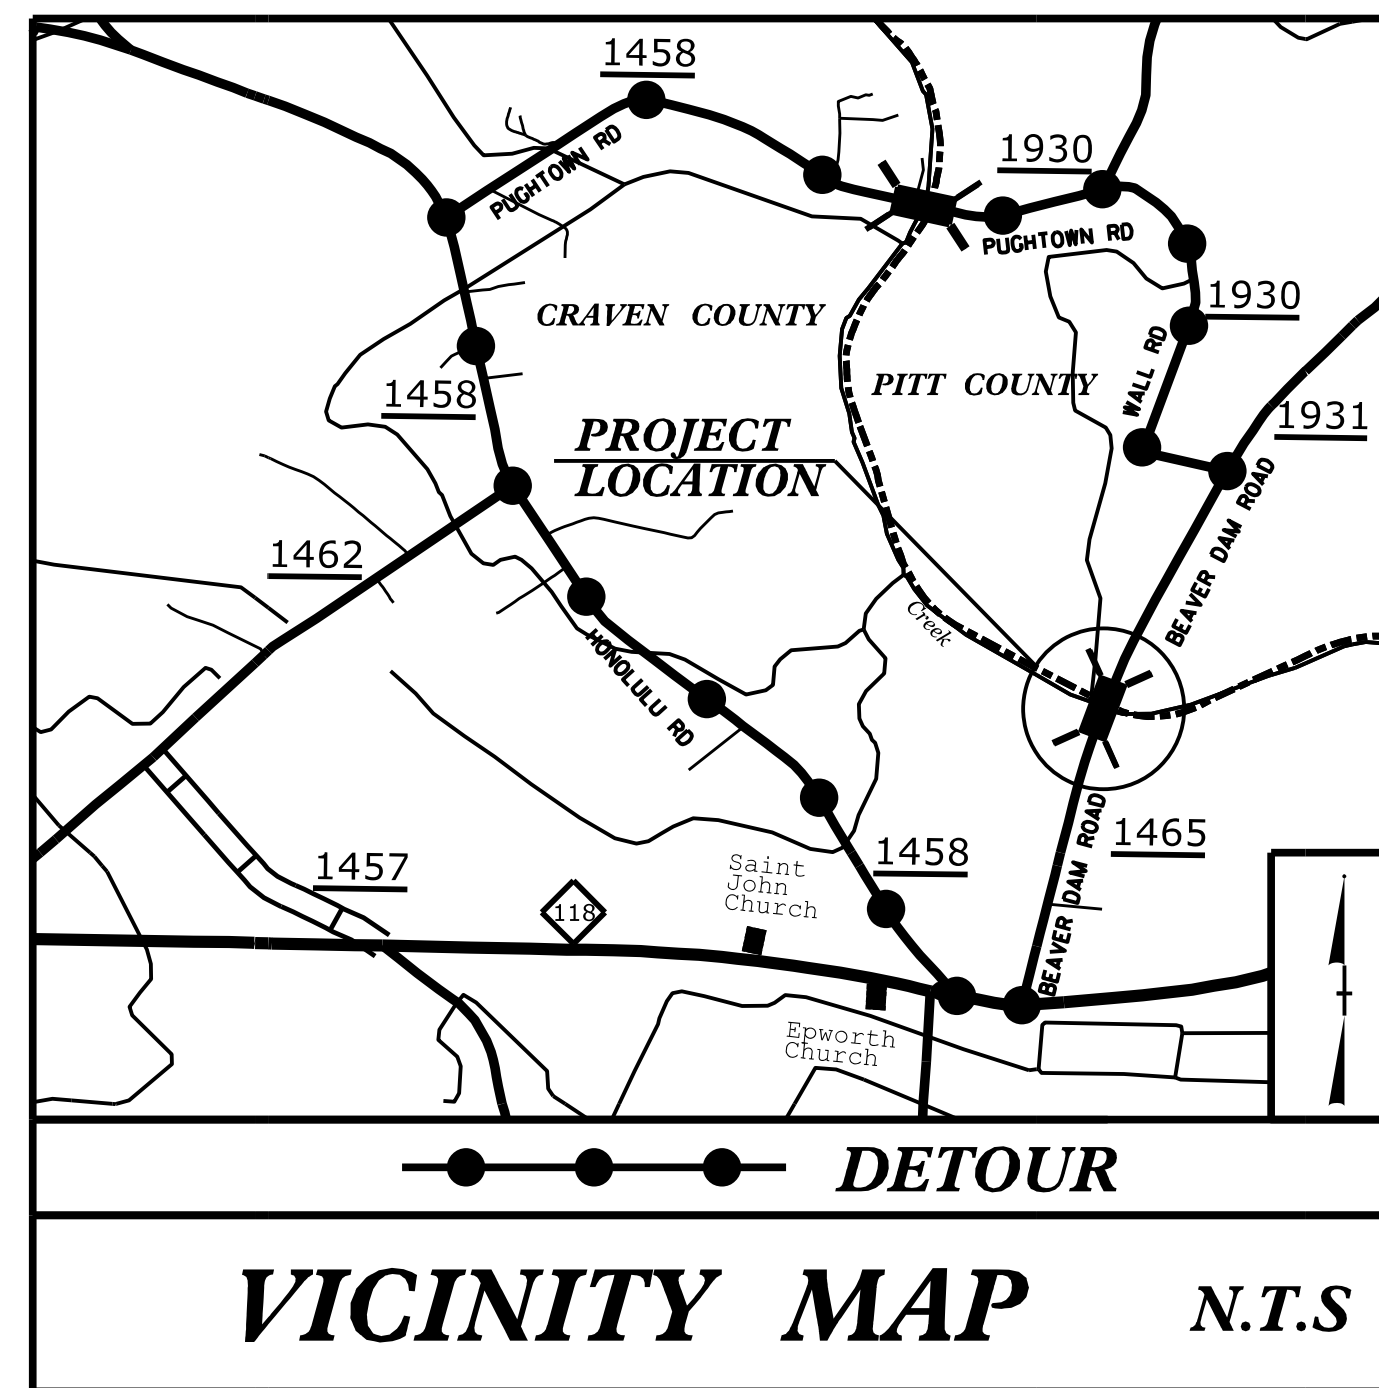 1458
PUGHTOWN RD
1930
PUGHTOWN RD
1930
CRAVEN COUNTY
PITT COUNTY
WALL RD
1458
1931
PROJECT
LOCATION
BEAVER DAM ROAD
1462
Creek
HONOLULU RD
1465
BEAVER DAM ROAD
1458
1457
118
Saint
John
Church
Epworth
Church
DETOUR
VICINITY MAP
N.T.S